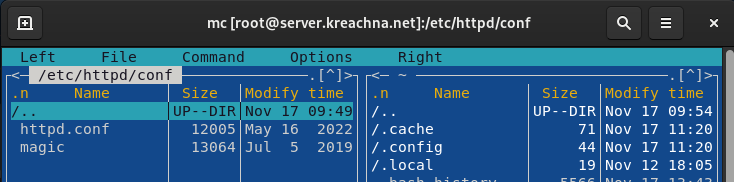 mc [root@server.kreachna.net]:/etc/httpd/conf
Left File Command Options Right
<─ /etc/httpd/conf ─.[^]>
<─ ~ ─.[^]>
.n Name Size Modify time
.n Name Size Modify time
/.. UP--DIR Nov 17 09:49
/.. UP--DIR Nov 17 09:54
httpd.conf 12005 May 16 2022
/.cache 71 Nov 17 11:20
magic 13064 Jul 5 2019
/.config 44 Nov 17 11:20
/.local 19 Nov 12 18:05